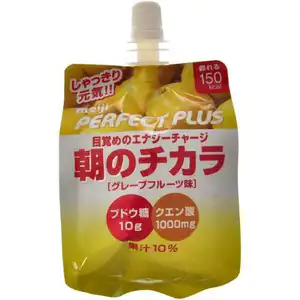 しゃっきり
元気!!
meiji
PERFECT PLUS
採れる
150
kcal
目覚めのエナジーチャージ
朝のチカラ
[グレープフルーツ味]
ブドウ糖
10g
クエン酸
1000mg
果汁10%